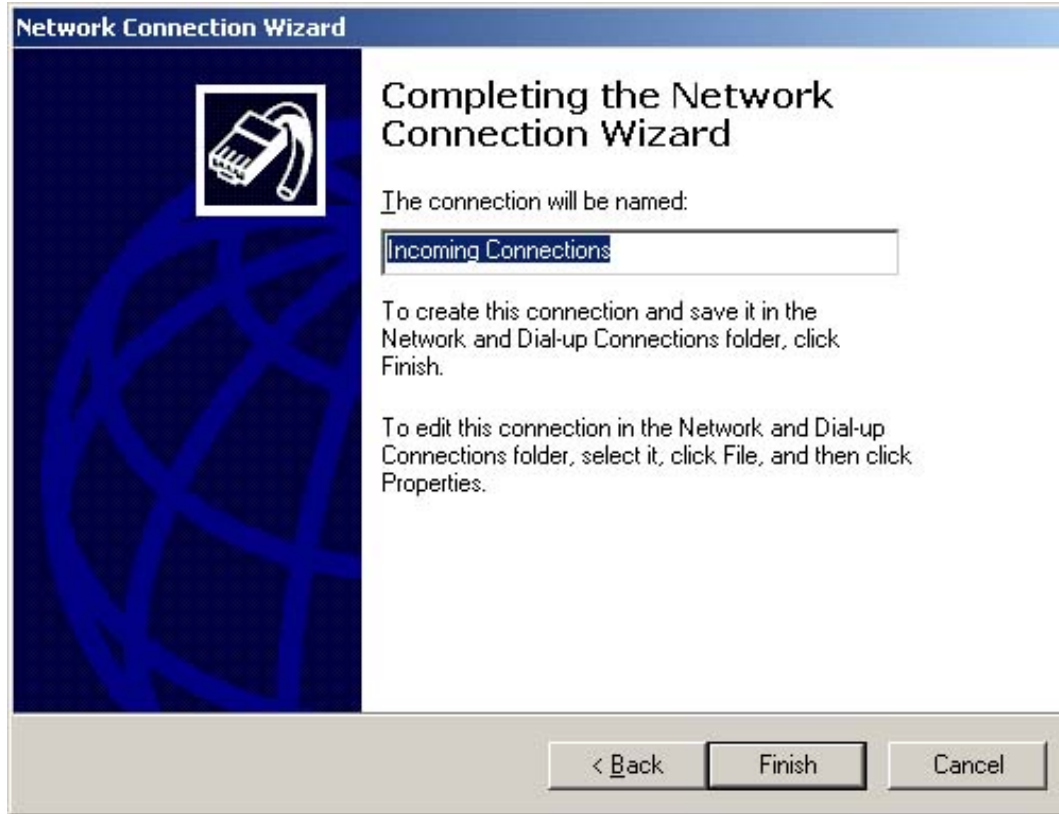 Network Connection Wizard
Completing the Network
Connection Wizard
The connection will be named:
Incoming Connections
To create this connection and save it in the
Network and Dial-up Connections folder, click
Finish.
To edit this connection in the Network and Dial-up
Connections folder, select it, click File, and then click
Properties.
< Back
Finish
Cancel